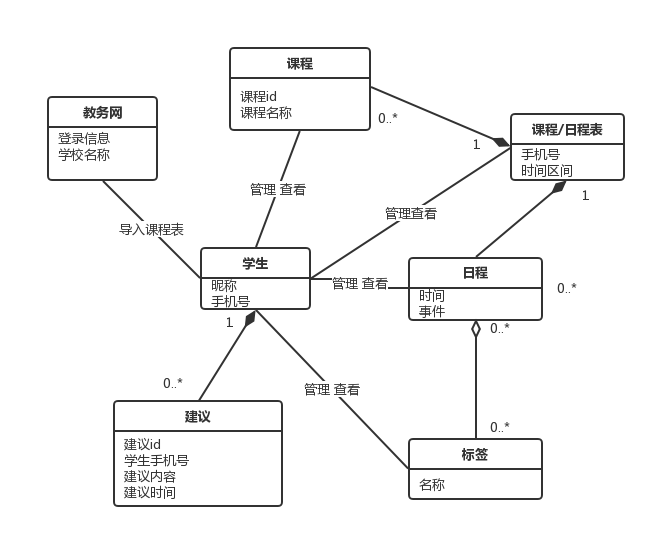 课程
课程id
课程名称
教务网
登录信息
学校名称
0..*
1
课程/日程表
手机号
时间区间
管理 查看
管理查看
1
导入课程表
学生
昵称
手机号
管理 查看
日程
时间
事件
0..*
1
0..*
0..*
管理 查看
建议
建议id
学生手机号
建议内容
建议时间
0..*
标签
名称